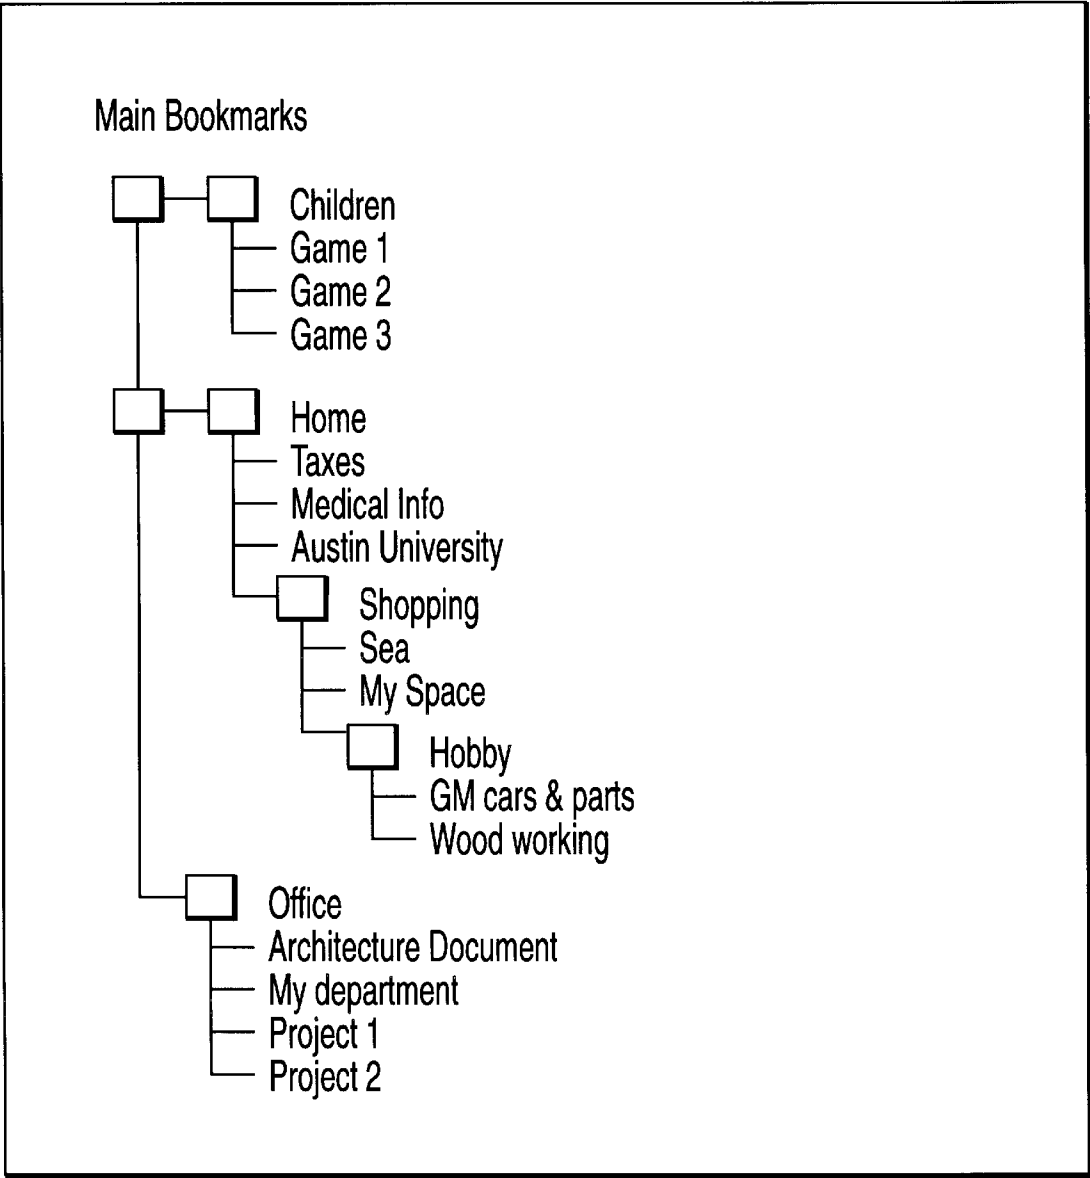 Main Bookmarks
Children
Game 1
Game 2
Game 3
Home
Taxes
Medical Info
Austin University
Shopping
Sea
My Space
Hobby
GM cars & parts
Wood working
Office
Architecture Document
My department
Project 1
Project 2